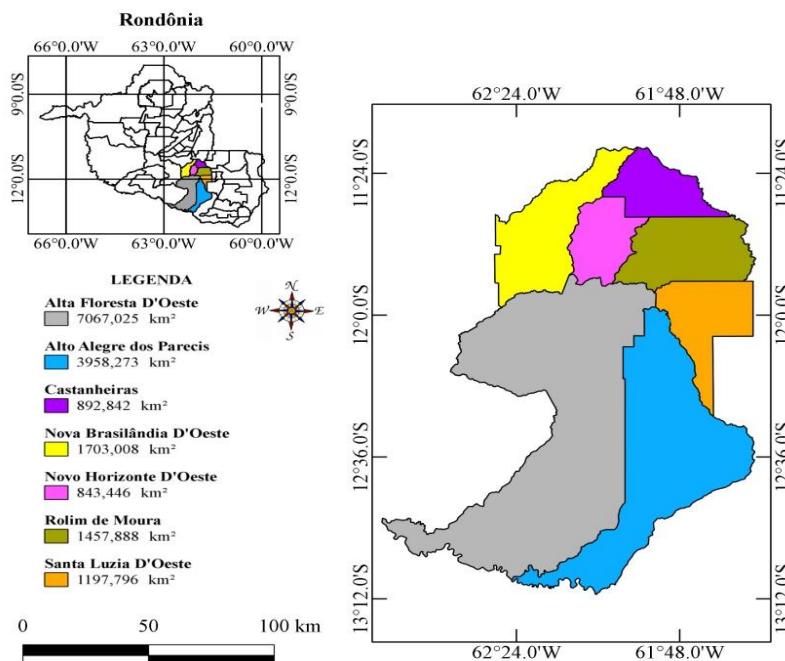 Rondônia
66°0.0'W 63°0.0'W 60°0.0'W
9°0.0'S
12°0.0'S
9°0.0'S
12°0.0'S
66°0.0'W 63°0.0'W 60°0.0'W
LEGENDA
Alta Floresta D'Oeste
7067,025 km²
Alto Alegre dos Parecis
3958,273 km²
Castanheiras
892,842 km²
Nova Brasilândia D'Oeste
1703,008 km²
Novo Horizonte D'Oeste
843,446 km²
Rolim de Moura
1457,888 km²
Santa Luzia D'Oeste
1197,796 km²
N
W E
S
0 50 100 km
62°24.0'W 61°48.0'W
11°24.0'S
12°0.0'S
12°36.0'S
13°12.0'S
11°24.0'S
12°0.0'S
12°36.0'S
13°12.0'S
62°24.0'W 61°48.0'W